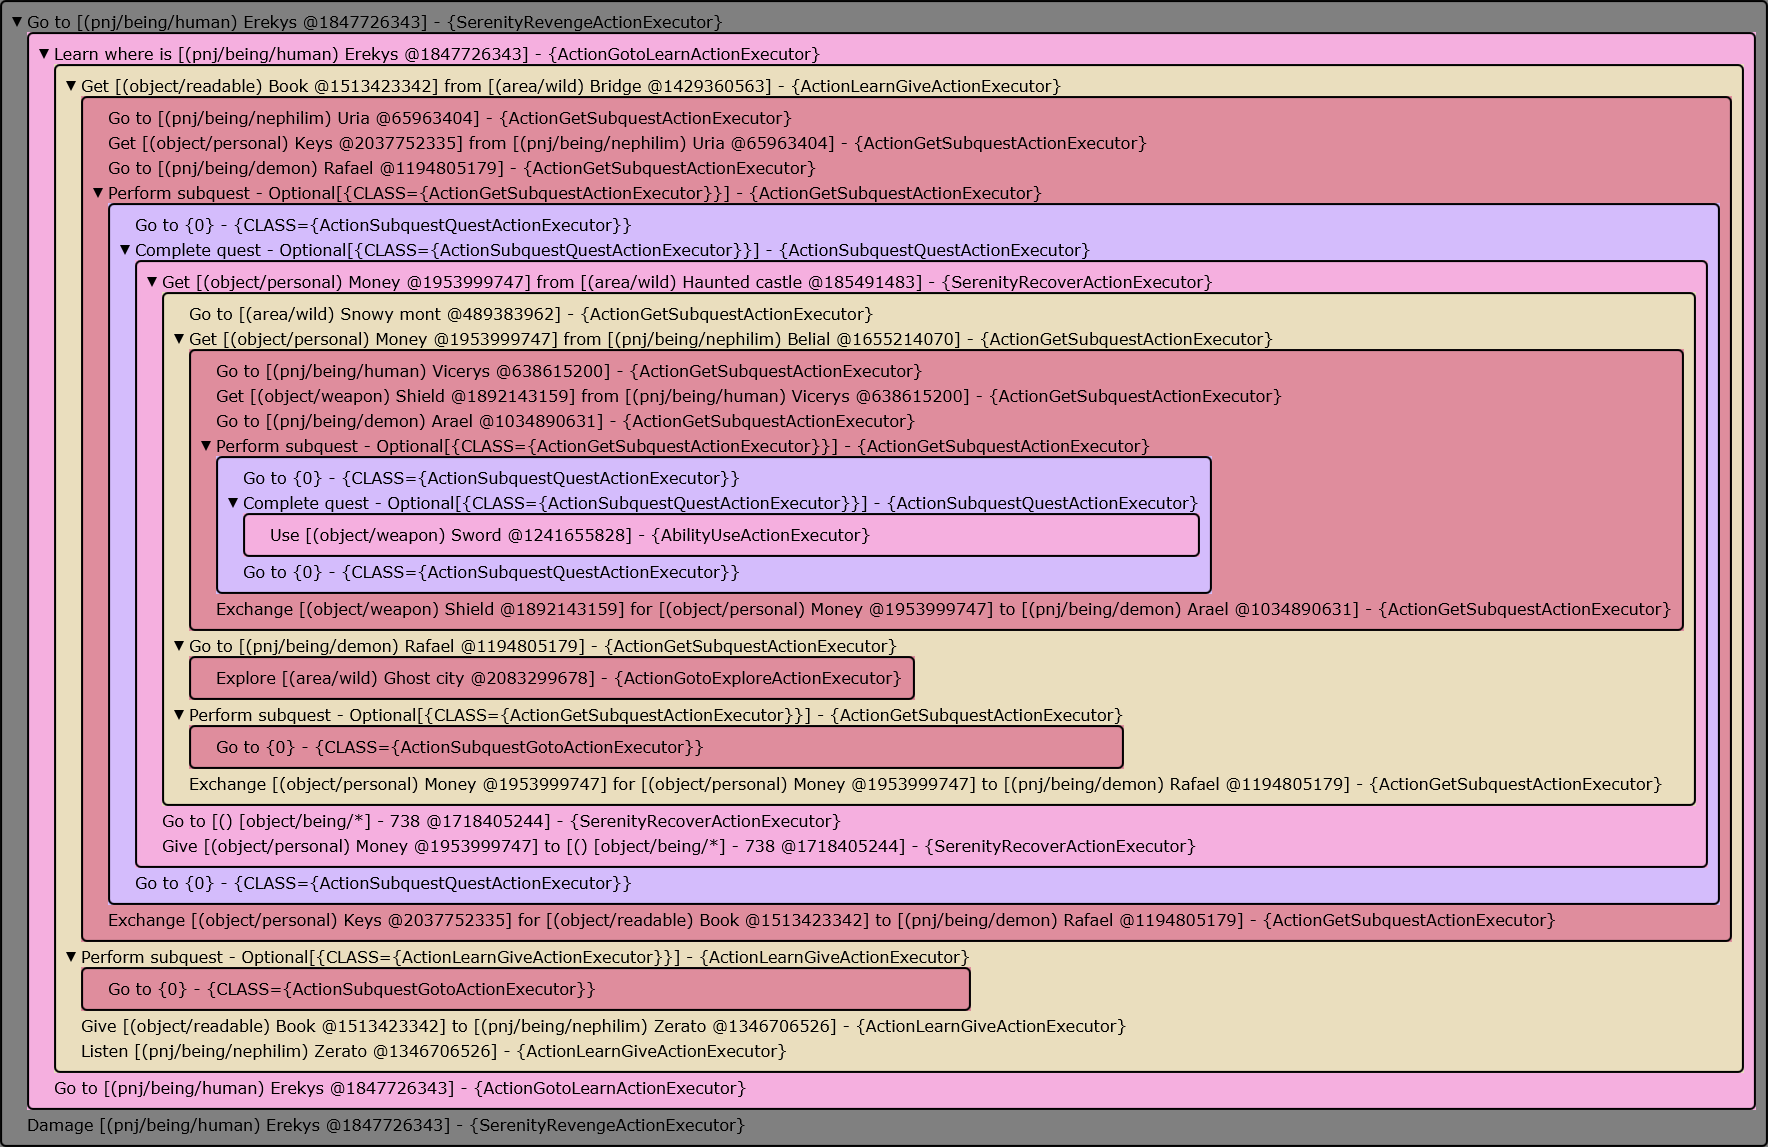 ▼ Go to [(pnj/being/human) Erekys @1847726343] - {SerenityRevengeActionExecutor}
▼ Learn where is [(pnj/being/human) Erekys @1847726343] - {ActionGotoLearnActionExecutor}
▼ Get [(object/readable) Book @1513423342] from [(area/wild) Bridge @1429360563] - {ActionLearnGiveActionExecutor}
Go to [(pnj/being/nephilim) Uria @65963404] - {ActionGetSubquestActionExecutor}
Get [(object/personal) Keys @2037752335] from [(pnj/being/nephilim) Uria @65963404] - {ActionGetSubquestActionExecutor}
Go to [(pnj/being/demon) Rafael @1194805179] - {ActionGetSubquestActionExecutor}
▼ Perform subquest - Optional[{CLASS={ActionGetSubquestActionExecutor}}] - {ActionGetSubquestActionExecutor}
Go to {0} - {CLASS={ActionSubquestQuestActionExecutor}}
▼ Complete quest - Optional[{CLASS={ActionSubquestQuestActionExecutor}}] - {ActionSubquestQuestActionExecutor}
▼ Get [(object/personal) Money @1953999747] from [(area/wild) Haunted castle @185491483] - {SerenityRecoverActionExecutor}
Go to [(area/wild) Snowy mont @489383962] - {ActionGetSubquestActionExecutor}
▼ Get [(object/personal) Money @1953999747] from [(pnj/being/nephilim) Belial @1655214070] - {ActionGetSubquestActionExecutor}
Go to [(pnj/being/human) Vicerys @638615200] - {ActionGetSubquestActionExecutor}
Get [(object/weapon) Shield @1892143159] from [(pnj/being/human) Vicerys @638615200] - {ActionGetSubquestActionExecutor}
Go to [(pnj/being/demon) Arael @1034890631] - {ActionGetSubquestActionExecutor}
▼ Perform subquest - Optional[{CLASS={ActionGetSubquestActionExecutor}}] - {ActionGetSubquestActionExecutor}
Go to {0} - {CLASS={ActionSubquestQuestActionExecutor}}
▼ Complete quest - Optional[{CLASS={ActionSubquestQuestActionExecutor}}] - {ActionSubquestQuestActionExecutor}
Use [(object/weapon) Sword @1241655828] - {AbilityUseActionExecutor}
Go to {0} - {CLASS={ActionSubquestQuestActionExecutor}}
Exchange [(object/weapon) Shield @1892143159] for [(object/personal) Money @1953999747] to [(pnj/being/demon) Arael @1034890631] - {ActionGetSubquestActionExecutor}
▼ Go to [(pnj/being/demon) Rafael @1194805179] - {ActionGetSubquestActionExecutor}
Explore [(area/wild) Ghost city @2083299678] - {ActionGotoExploreActionExecutor}
▼ Perform subquest - Optional[{CLASS={ActionGetSubquestActionExecutor}}] - {ActionGetSubquestActionExecutor}
Go to {0} - {CLASS={ActionSubquestGotoActionExecutor}}
Exchange [(object/personal) Money @1953999747] for [(object/personal) Money @1953999747] to [(pnj/being/demon) Rafael @1194805179] - {ActionGetSubquestActionExecutor}
Go to [() [object/being/*] - 738 @1718405244] - {SerenityRecoverActionExecutor}
Give [(object/personal) Money @1953999747] to [() [object/being/*] - 738 @1718405244] - {SerenityRecoverActionExecutor}
Go to {0} - {CLASS={ActionSubquestQuestActionExecutor}}
Exchange [(object/personal) Keys @2037752335] for [(object/readable) Book @1513423342] to [(pnj/being/demon) Rafael @1194805179] - {ActionGetSubquestActionExecutor}
▼ Perform subquest - Optional[{CLASS={ActionLearnGiveActionExecutor}}] - {ActionLearnGiveActionExecutor}
Go to {0} - {CLASS={ActionSubquestGotoActionExecutor}}
Give [(object/readable) Book @1513423342] to [(pnj/being/nephilim) Zerato @1346706526] - {ActionLearnGiveActionExecutor}
Listen [(pnj/being/nephilim) Zerato @1346706526] - {ActionLearnGiveActionExecutor}
Go to [(pnj/being/human) Erekys @1847726343] - {ActionGotoLearnActionExecutor}
Damage [(pnj/being/human) Erekys @1847726343] - {SerenityRevengeActionExecutor}